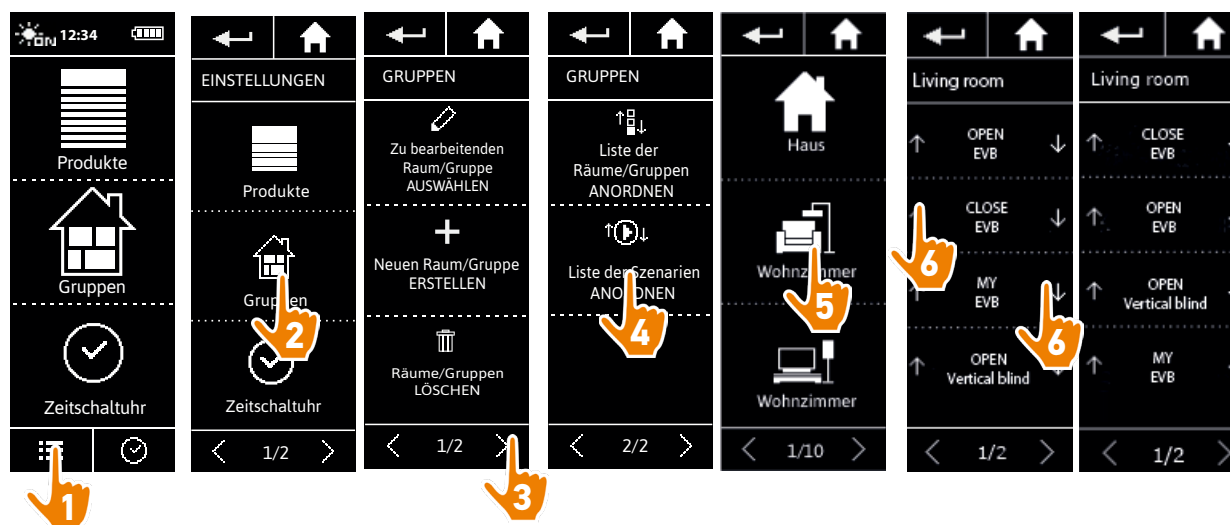 ON 12:34
Produkte
Gruppen
Zeitschaltuhr
1
EINSTELLUNGEN
Produkte
Gruppen
2
Zeitschaltuhr
1/2
GRUPPEN
Zu bearbeitenden
Raum/Gruppe
AUSWÄHLEN
Neuen Raum/Gruppe
ERSTELLEN
Räume/Gruppen
LÖSCHEN
1/2
3
GRUPPEN
Liste der
Räume/Gruppen
ANORDNEN
Liste der Szenarien
ANORDNEN
4
2/2
Haus
Wohnzimmer
5
Wohnzimmer
1/10
Living room
OPEN
EVB
CLOSE
EVB
6
MY
EVB
6
OPEN
Vertical blind
1/2
Living room
CLOSE
EVB
OPEN
EVB
OPEN
Vertical blind
MY
EVB
1/2